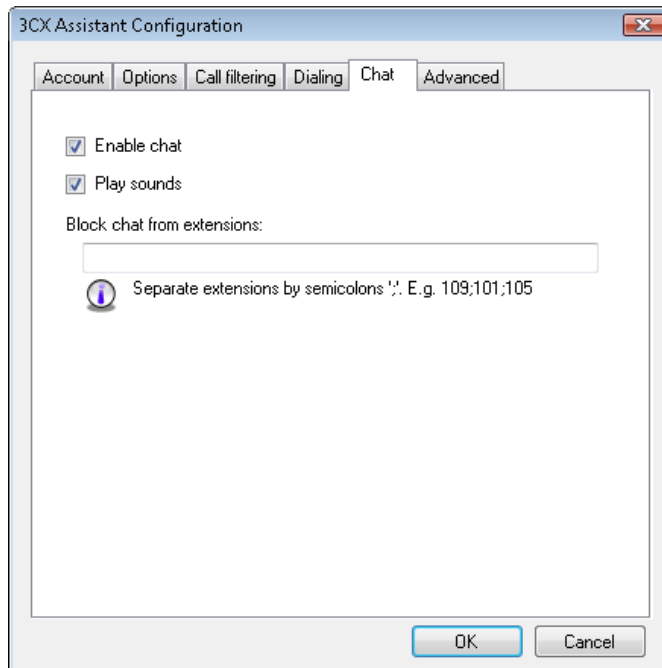 3CX Assistant Configuration
Account Options Call filtering Dialing Chat Advanced
Enable chat
Play sounds
Block chat from extensions:
Separate extensions by semicolons ';'. E.g. 109;101;105
OK Cancel